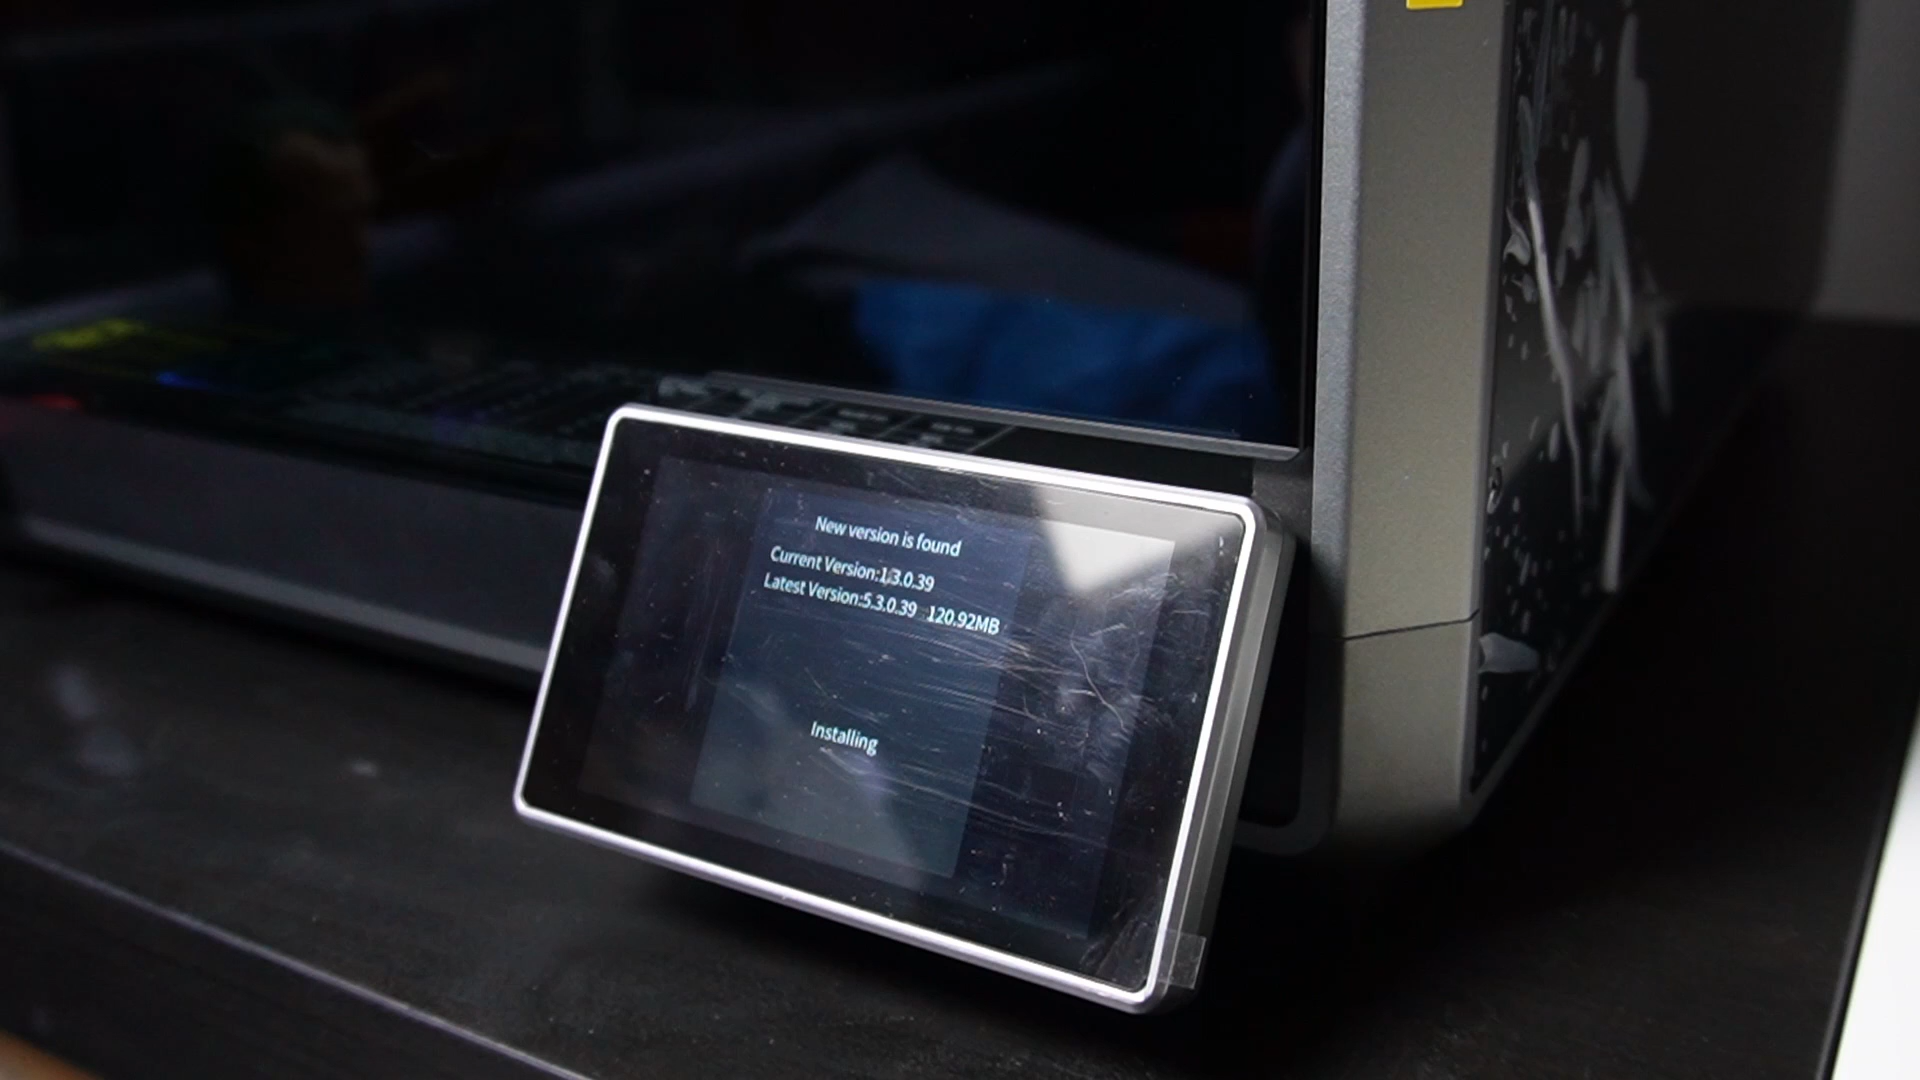 New version is found
Current Version:1.3.0.39
Latest Version:5.3.0.39 120.92MB
Installing